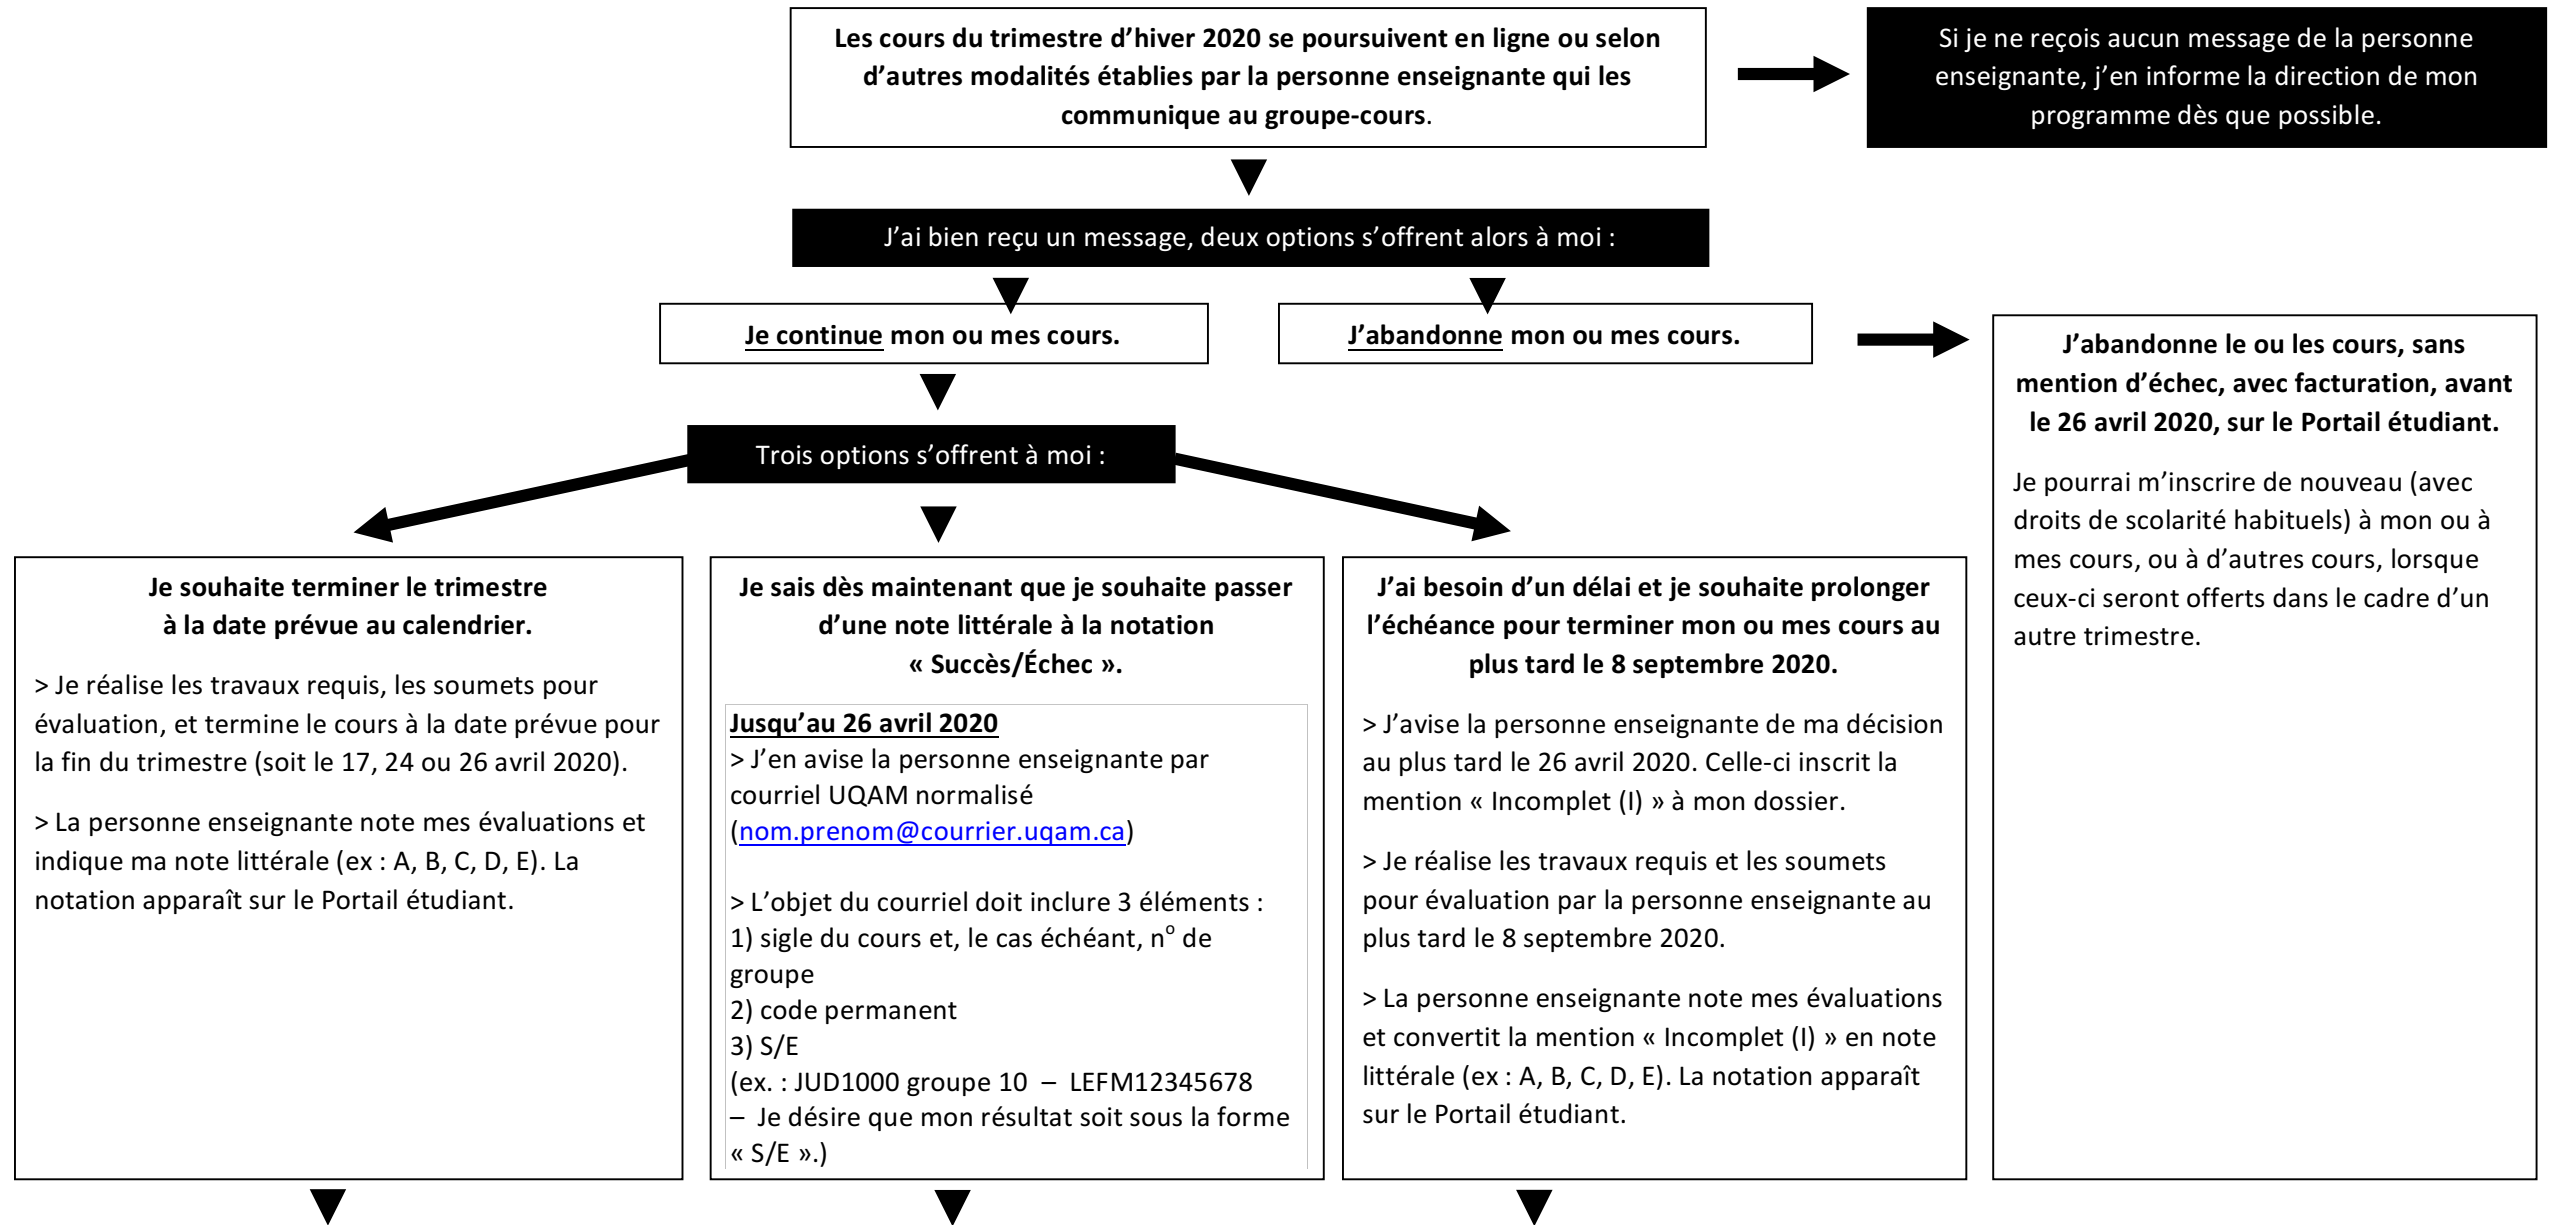 Les cours du trimestre d’hiver 2020 se poursuivent en ligne ou selon
d’autres modalités établies par la personne enseignante qui les
communique au groupe-cours.
Si je ne reçois aucun message de la personne
enseignante, j’en informe la direction de mon
programme dès que possible.
J’ai bien reçu un message, deux options s’offrent alors à moi :
Je continue mon ou mes cours.
J’abandonne mon ou mes cours.
J’abandonne le ou les cours, sans
mention d’échec, avec facturation, avant
le 26 avril 2020, sur le Portail étudiant.
Je pourrai m’inscrire de nouveau (avec
droits de scolarité habituels) à mon ou à
mes cours, ou à d’autres cours, lorsque
ceux-ci seront offerts dans le cadre d’un
autre trimestre.
Trois options s’offrent à moi :
Je souhaite terminer le trimestre
à la date prévue au calendrier.
> Je réalise les travaux requis, les soumets pour
évaluation, et termine le cours à la date prévue pour
la fin du trimestre (soit le 17, 24 ou 26 avril 2020).
> La personne enseignante note mes évaluations et
indique ma note littérale (ex : A, B, C, D, E). La
notation apparaît sur le Portail étudiant.
Je sais dès maintenant que je souhaite passer
d’une note littérale à la notation
« Succès/Échec ».
Jusqu’au 26 avril 2020
> J’en avise la personne enseignante par
courriel UQAM normalisé
(nom.prenom@courrier.uqam.ca)
> L’objet du courriel doit inclure 3 éléments :
1) sigle du cours et, le cas échéant, nº de
groupe
2) code permanent
3) S/E
(ex. : JUD1000 groupe 10 – LEFM12345678
– Je désire que mon résultat soit sous la forme
« S/E ».)
J’ai besoin d’un délai et je souhaite prolonger
l’échéance pour terminer mon ou mes cours au
plus tard le 8 septembre 2020.
> J’avise la personne enseignante de ma décision
au plus tard le 26 avril 2020. Celle-ci inscrit la
mention « Incomplet (I) » à mon dossier.
> Je réalise les travaux requis et les soumets
pour évaluation par la personne enseignante au
plus tard le 8 septembre 2020.
> La personne enseignante note mes évaluations
et convertit la mention « Incomplet (I) » en note
littérale (ex : A, B, C, D, E). La notation apparaît
sur le Portail étudiant.